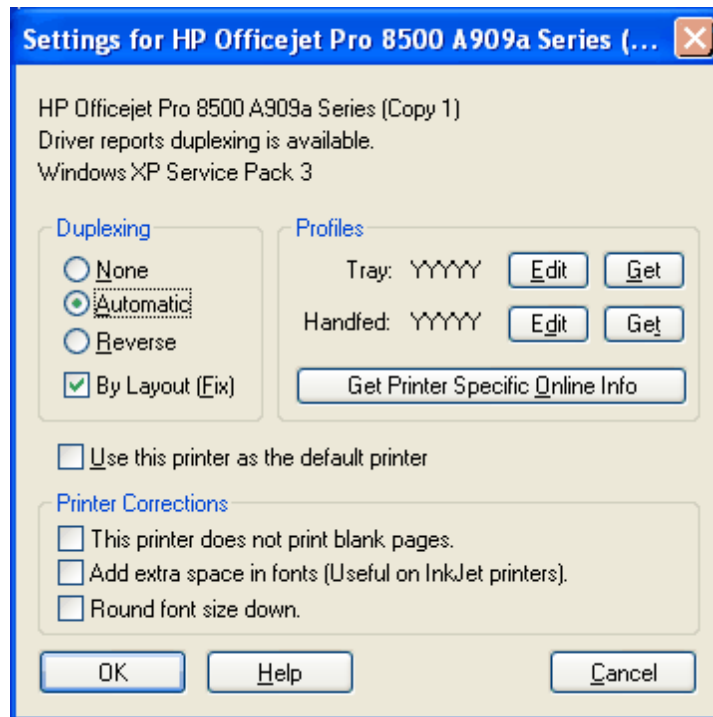 Settings for HP Officejet Pro 8500 A909a Series (...
HP Officejet Pro 8500 A909a Series (Copy 1)
Driver reports duplexing is available.
Windows XP Service Pack 3
Duplexing
None
Automatic
Reverse
By Layout (Fix)
Profiles
Tray: YYYYY Edit Get
Handfed: YYYYY Edit Get
Get Printer Specific Online Info
Use this printer as the default printer
Printer Corrections
This printer does not print blank pages.
Add extra space in fonts (Useful on InkJet printers).
Round font size down.
OK Help Cancel